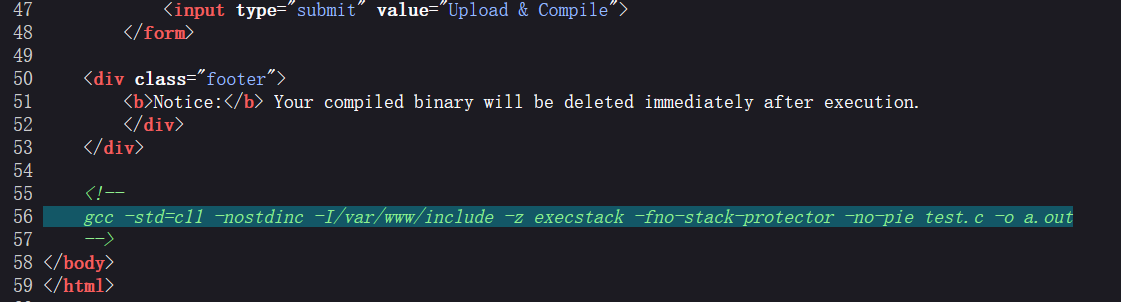 47 <input type="submit" value="Upload & Compile">
48 </form>
49
50 <div class="footer">
51 <b>Notice:</b> Your compiled binary will be deleted immediately after execution.
52 </div>
53 </div>
54
55 <!--
56 gcc -std=c11 -nostdinc -I/var/www/include -z execstack -fno-stack-protector -no-pie test.c -o a.out
57 -->
58 </body>
59 </html>